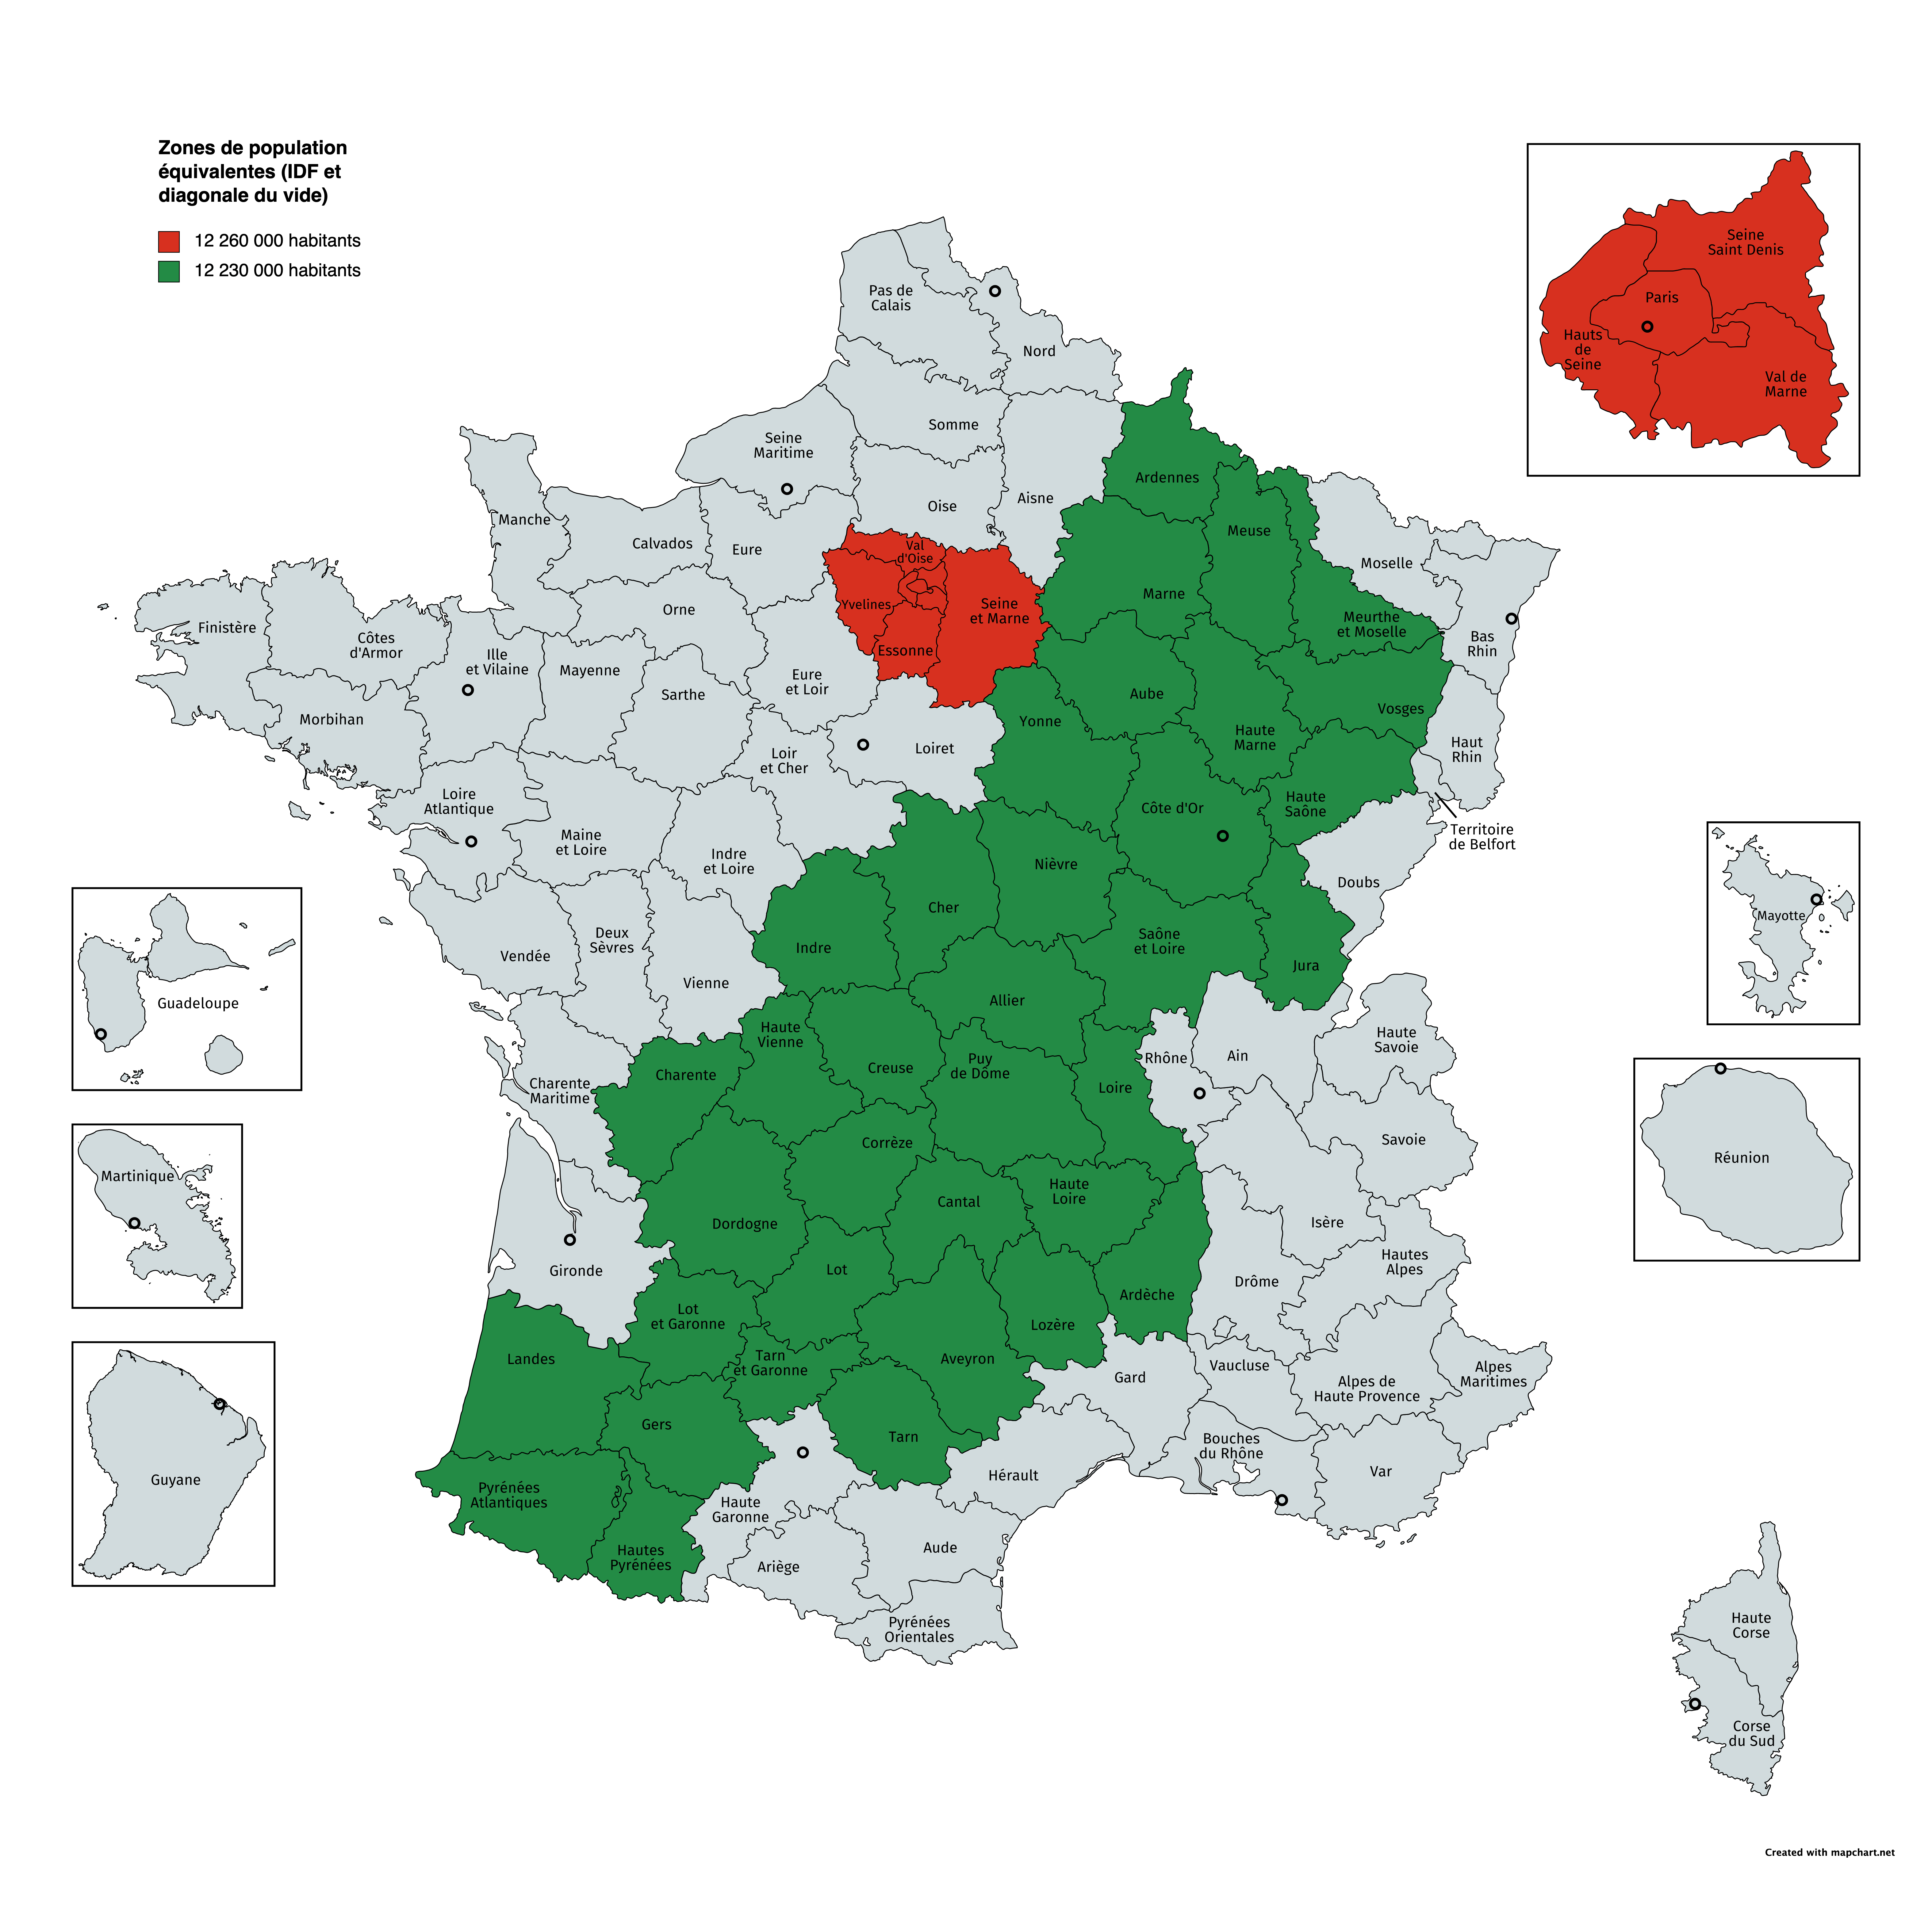 Zones de population
équivalentes (IDF et
diagonale du vide)
12 260 000 habitants
12 230 000 habitants
Seine
Saint Denis
Paris
Hauts
de
Seine
Val de
Marne
Pas de
Calais
Nord
Somme
Seine
Maritime
Oise
Aisne
Ardennes
Manche
Calvados
Eure
Val
d'Oise
Meuse
Moselle
Marne
Yvelines
Seine
et Marne
Orne
Finistère
Côtes
d'Armor
Meurthe
et Moselle
Bas
Rhin
Essonne
Ille
et Vilaine
Mayenne
Eure
et Loir
Sarthe
Aube
Vosges
Morbihan
Yonne
Haute
Marne
Loiret
Haut
Rhin
Loir
et Cher
Loire
Atlantique
Côte d'Or
Haute
Saône
Territoire
de Belfort
Maine
et Loire
Indre
et Loire
Nièvre
Doubs
Cher
Mayotte
Deux
Sèvres
Indre
Saône
et Loire
Vendée
Jura
Vienne
Guadeloupe
Allier
Haute
Vienne
Haute
Savoie
Rhône
Ain
Puy
de Dôme
Creuse
Charente
Loire
Charente
Maritime
Corrèze
Savoie
Réunion
Martinique
Haute
Loire
Cantal
Dordogne
Isère
Hautes
Alpes
Gironde
Lot
Drôme
Ardèche
Lot
et Garonne
Lozère
Landes
Tarn
et Garonne
Aveyron
Vaucluse
Gard
Alpes de
Haute Provence
Alpes
Maritimes
Gers
Tarn
Bouches
du Rhône
Guyane
Hérault
Var
Pyrénées
Atlantiques
Haute
Garonne
Hautes
Pyrénées
Ariège
Aude
Pyrénées
Orientales
Haute
Corse
Corse
du Sud
Created with mapchart.net